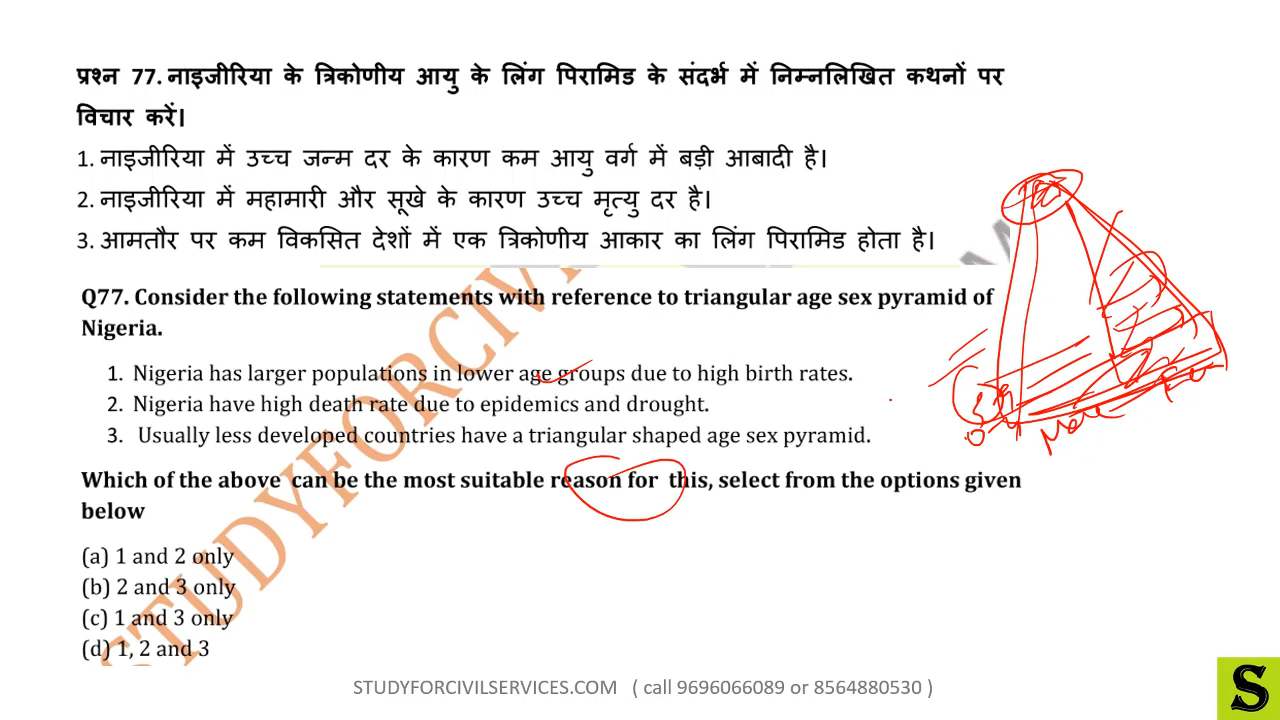 प्रश्न 77. नाइजीरिया के त्रिकोणीय आयु के लिंग पिरामिड के संदर्भ में निम्नलिखित कथनों पर
विचार करें।
1. नाइजीरिया में उच्च जन्म दर के कारण कम आयु वर्ग में बड़ी आबादी है।
2. नाइजीरिया में महामारी और सूखे के कारण उच्च मृत्यु दर है।
3. आमतौर पर कम विकसित देशों में एक त्रिकोणीय आकार का लिंग पिरामिड होता है।
Q77. Consider the following statements with reference to triangular age sex pyramid of
Nigeria.
1. Nigeria has larger populations in lower age groups due to high birth rates.
2. Nigeria have high death rate due to epidemics and drought.
3. Usually less developed countries have a triangular shaped age sex pyramid.
Which of the above can be the most suitable reason for this, select from the options given
below
(a) 1 and 2 only
(b) 2 and 3 only
(c) 1 and 3 only
(d) 1, 2 and 3
STUDYFORCIVI
Male
STUDYFORCIVILSERVICES.COM ( call 9696066089 or 8564880530 )
S